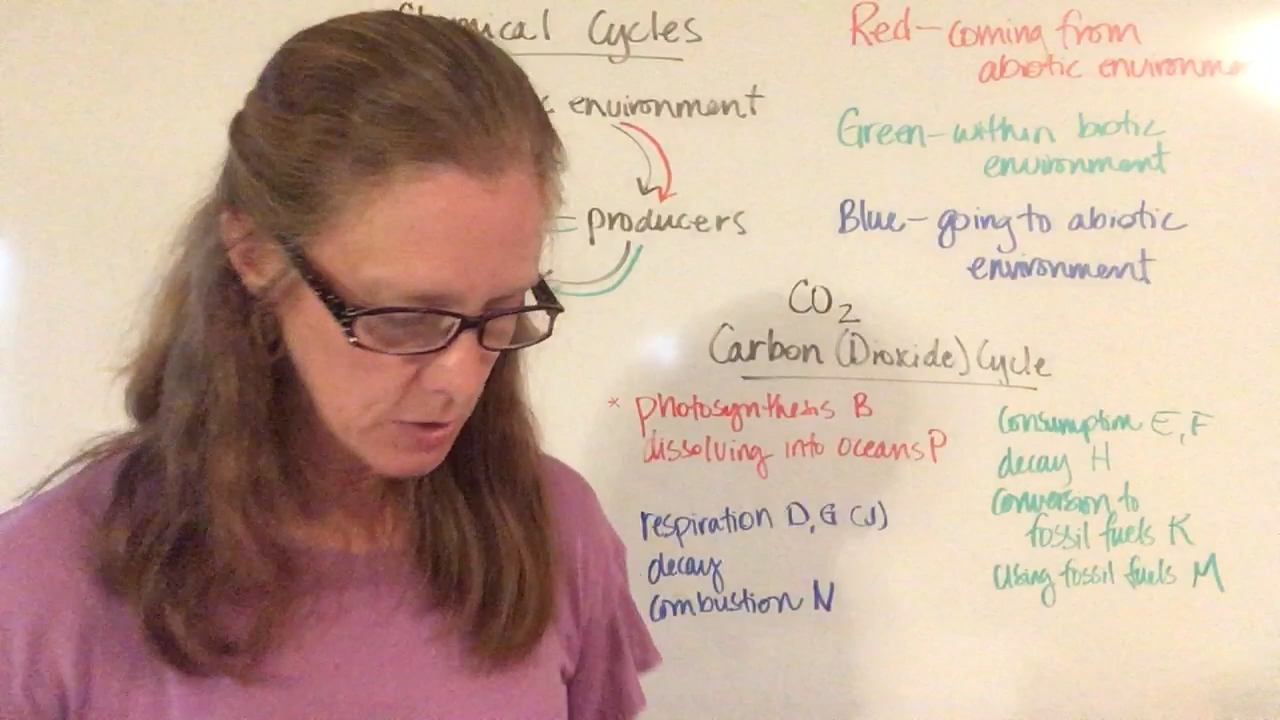 Cycles
environment
producers
Red - coming from
abiotic
Green - within biotic
environment
Blue - going to abiotic
environment
CO2
Carbon (Dioxide) Cycle
* photosynthesis B
dissolving into oceans P
respiration D, G (J)
decay
combustion N
consumption E, F
decay H
conversion to
fossil fuels K
using fossil fuels M